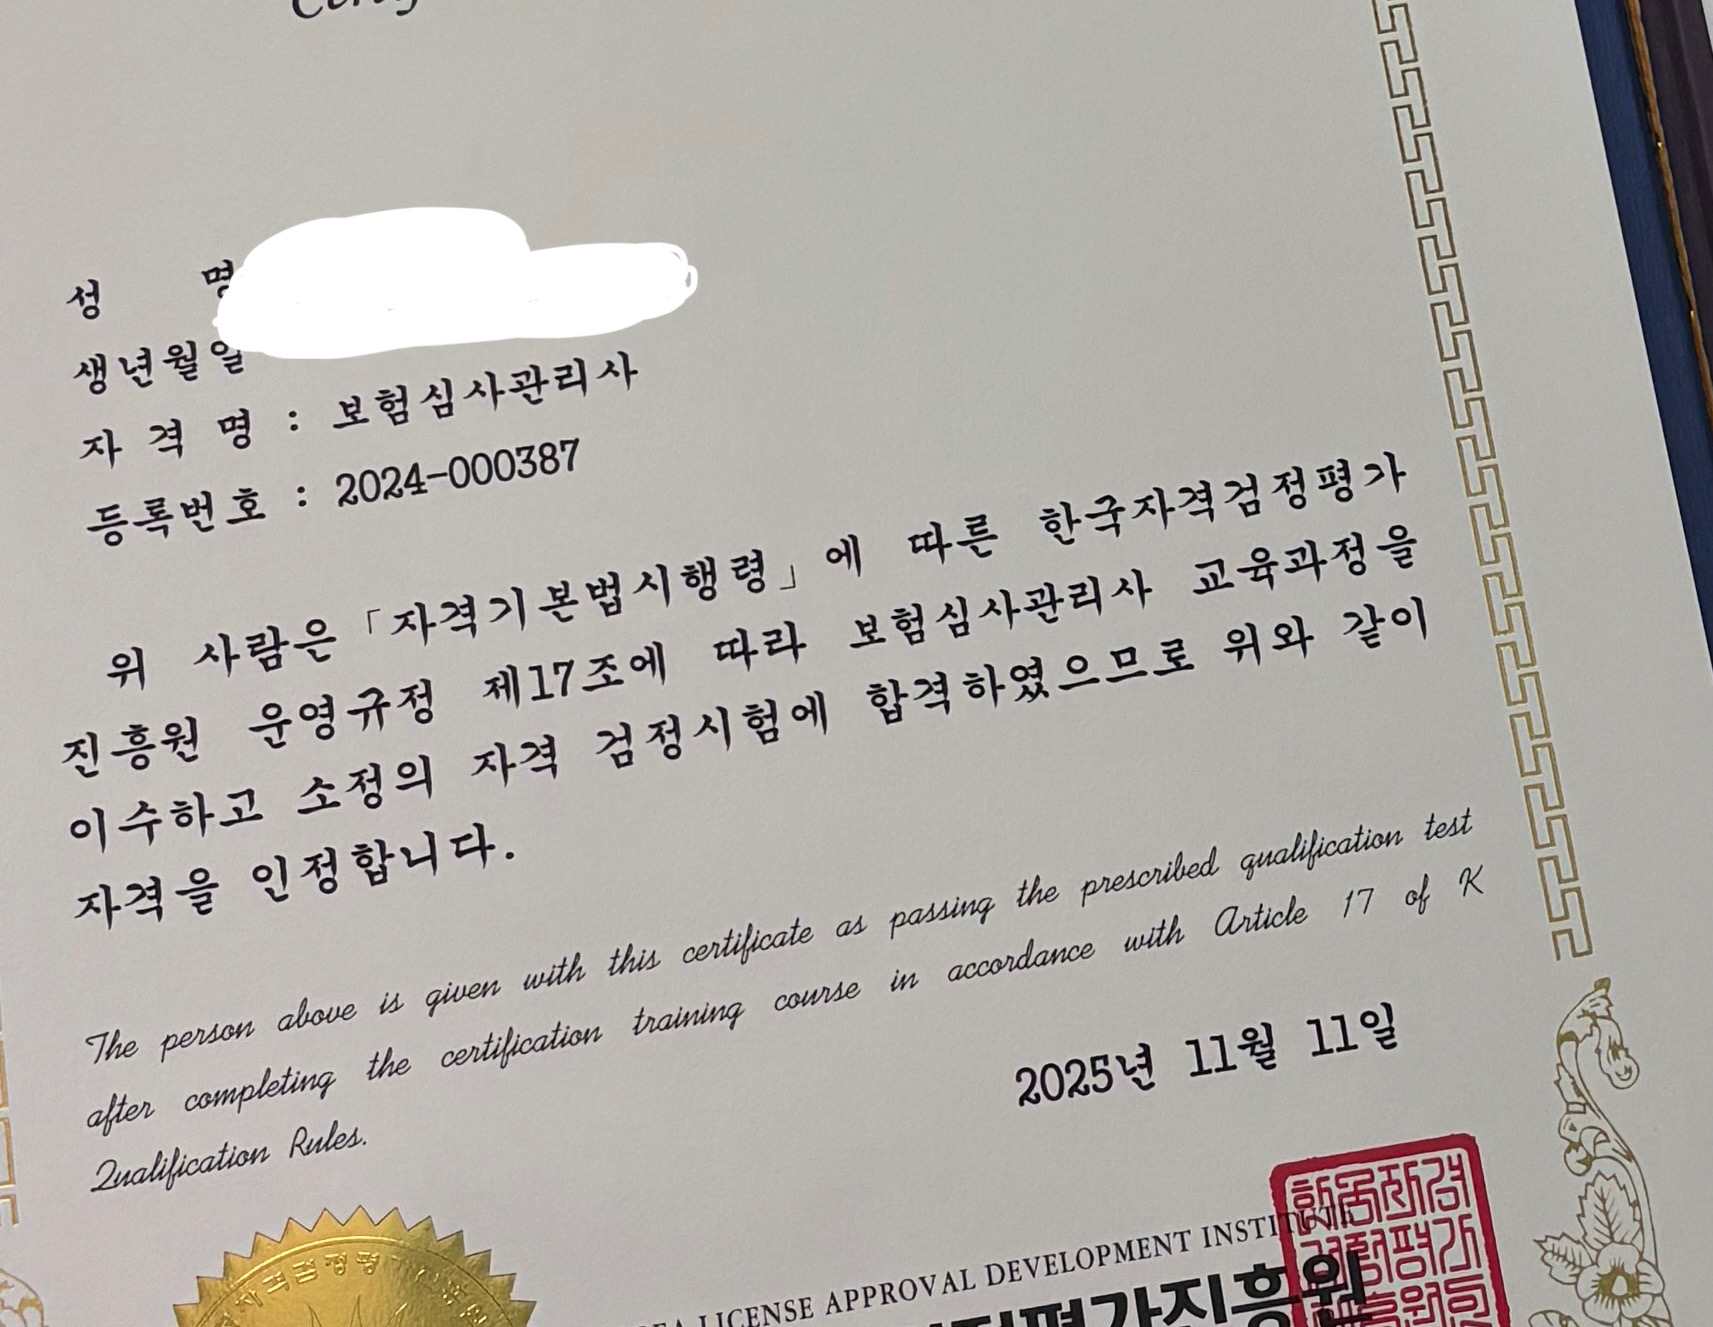 성 명
생년월일
자 격 명 : 보험심사관리사
등록번호 : 2024-000387
위 사람은 「자격기본법시행령」에 따른 한국자격검정평가
진흥원 운영규정 제17조에 따라 보험심사관리사 교육과정을
이수하고 소정의 자격 검정시험에 합격하였으므로 위와 같이
자격을 인정합니다.
The person above is given with this certificate as passing the prescribed qualification test
after completing the certification training course in accordance with Article 17 of K
Qualification Rules.
2025년 11월 11일
LICENSE APPROVAL DEVELOPMENT INSTITUTE
정평가진흥원